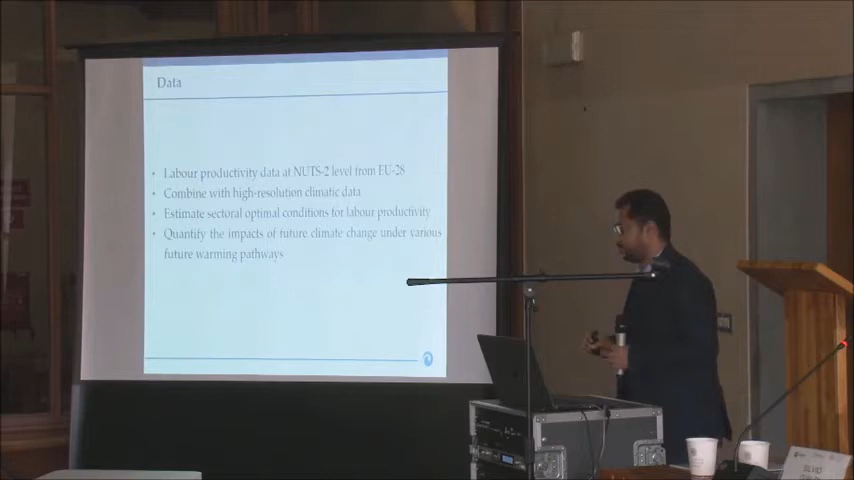 Data
• Labour productivity data at NUTS-2 level from EU-28
• Combine with high-resolution climatic data
• Estimate sectoral optimal conditions for labour productivity
• Quantify the impacts of future climate change under various
future warming pathways